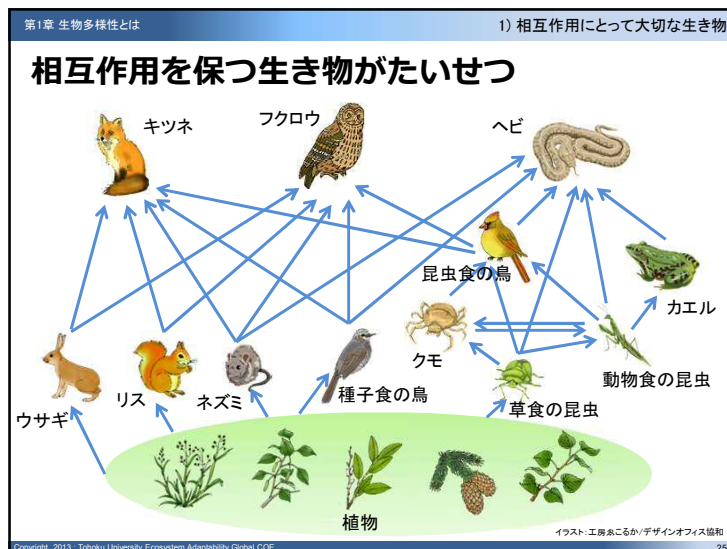 第1章 生物多様性とは
1) 相互作用にとって大切な生き物
相互作用を保つ生き物がたいせつ
キツネ
フクロウ
ヘビ
昆虫食の鳥
カエル
クモ
動物食の昆虫
ウサギ
リス
ネズミ
種子食の鳥
草食の昆虫
植物
イラスト:工房ゑこるか/デザインオフィス協和
Copyright 2013 : Tohoku University Ecosystem Adaptability Global COE